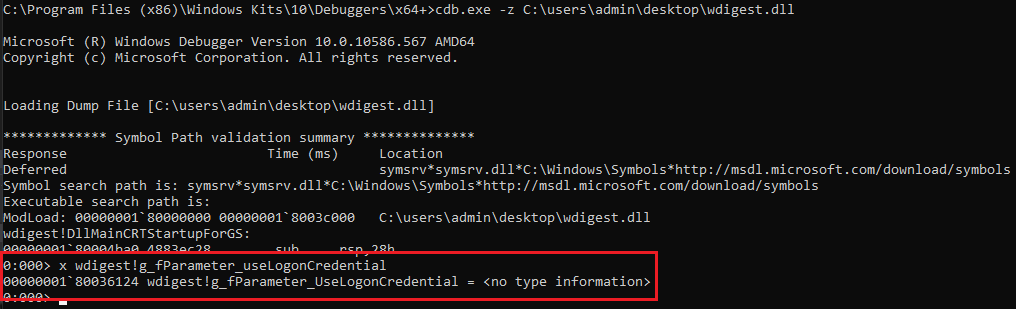 C:\Program Files (x86)\Windows Kits\10\Debuggers\x64+>cdb.exe -z C:\users\admin\desktop\wdigest.dll
Microsoft (R) Windows Debugger Version 10.0.10586.567 AMD64
Copyright (c) Microsoft Corporation. All rights reserved.
Loading Dump File [C:\users\admin\desktop\wdigest.dll]
************* Symbol Path validation summary **************
Response                         Time (ms)     Location
Deferred                                       symsrv*symsrv.dll*C:\Windows\Symbols*http://msdl.microsoft.com/download/symbols
Symbol search path is: symsrv*symsrv.dll*C:\Windows\Symbols*http://msdl.microsoft.com/download/symbols
Executable search path is:
ModLoad: 00000001`80000000 00000001`8003c000   C:\users\admin\desktop\wdigest.dll
wdigest!DllMainCRTStartupForGS:
00000001`80004ba0 4883ec28        sub     rsp,28h
0:000> x wdigest!g_fParameter_useLogonCredential
00000001`80036124 wdigest!g_fParameter_UseLogonCredential = <no type information>
0:000>